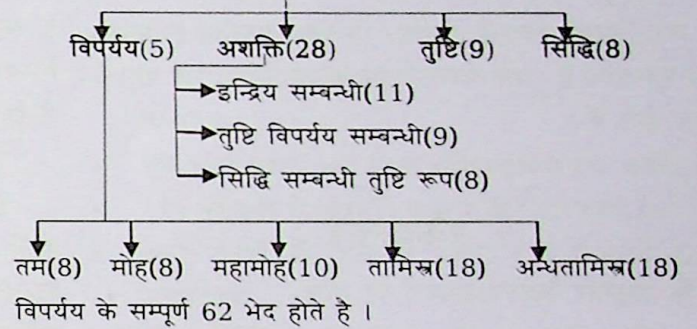 विपर्यय(5) अशक्ति(28) तुष्टि(9) सिद्धि(8)
इन्द्रिय सम्बन्धी(11)
तुष्टि विपर्यय सम्बन्धी(9)
सिद्धि सम्बन्धी तुष्टि रूप(8)
तम(8) मोह(8) महामोह(10) तामिस्त्र(18) अन्धतामिस्त्र(18)
विपर्यय के सम्पूर्ण 62 भेद होते है ।